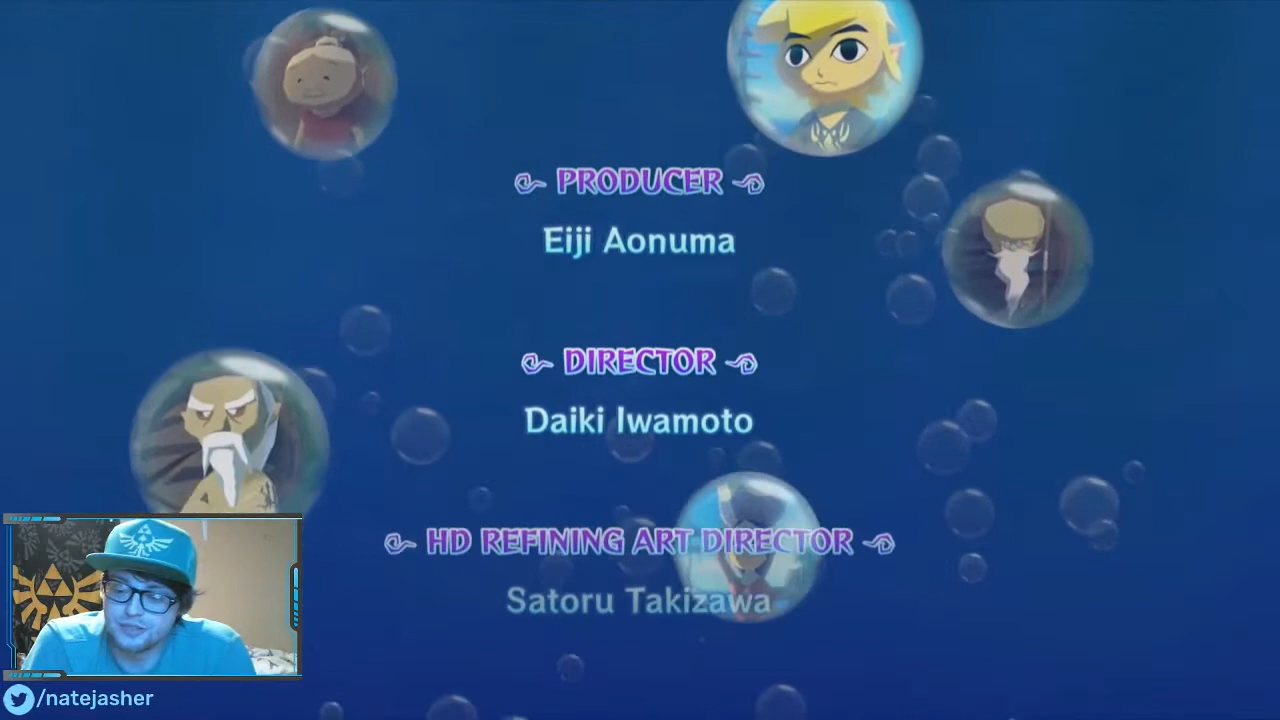 PRODUCER
Eiji Aonuma
DIRECTOR
Daiki Iwamoto
HD REFINING ART DIRECTOR
Satoru Takizawa
/natejasher